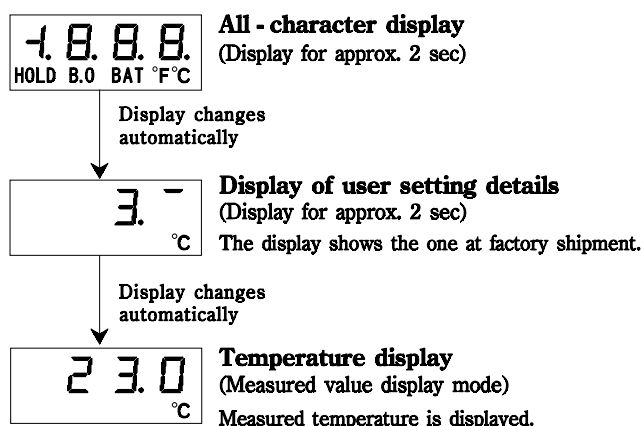 -1.8.8.8.
HOLD B.O BAT °F°C
All - character display
(Display for approx. 2 sec)
Display changes
automatically
3. ¯
°C
Display of user setting details
(Display for approx. 2 sec)
The display shows the one at factory shipment.
Display changes
automatically
2 3.0
°C
Temperature display
(Measured value display mode)
Measured temperature is displayed.